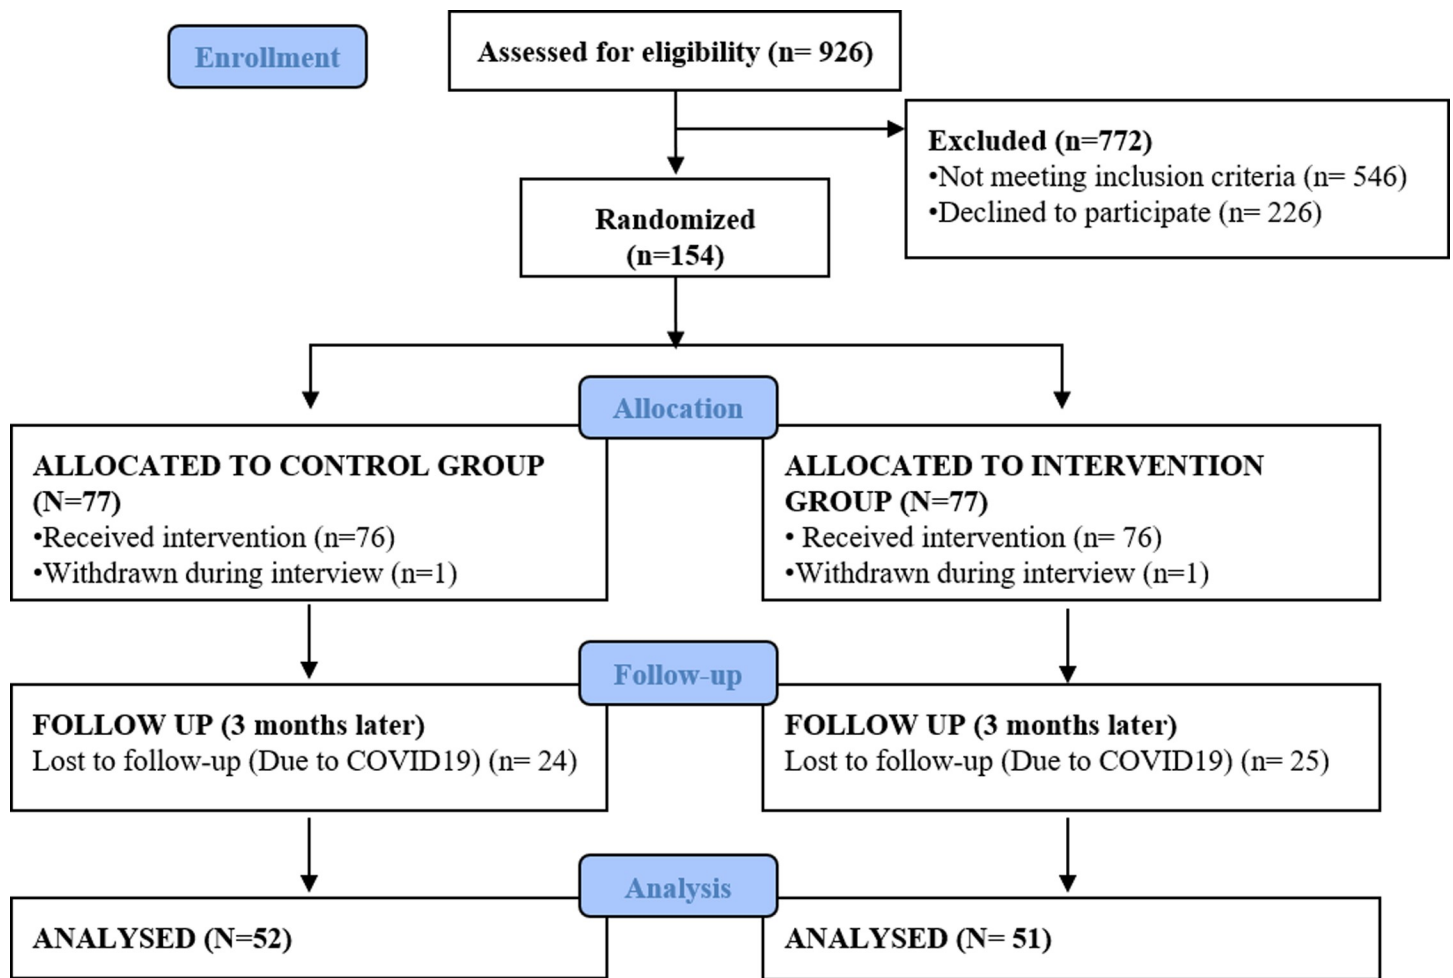 Enrollment
Assessed for eligibility (n= 926)
Excluded (n=772)
•Not meeting inclusion criteria (n= 546)
•Declined to participate (n= 226)
Randomized
(n=154)
Allocation
ALLOCATED TO CONTROL GROUP
(N=77)
•Received intervention (n=76)
•Withdrawn during interview (n=1)
ALLOCATED TO INTERVENTION
GROUP (N=77)
• Received intervention (n= 76)
•Withdrawn during interview (n=1)
Follow-up
FOLLOW UP (3 months later)
Lost to follow-up (Due to COVID19) (n= 24)
FOLLOW UP (3 months later)
Lost to follow-up (Due to COVID19) (n= 25)
Analysis
ANALYSED (N=52)
ANALYSED (N= 51)